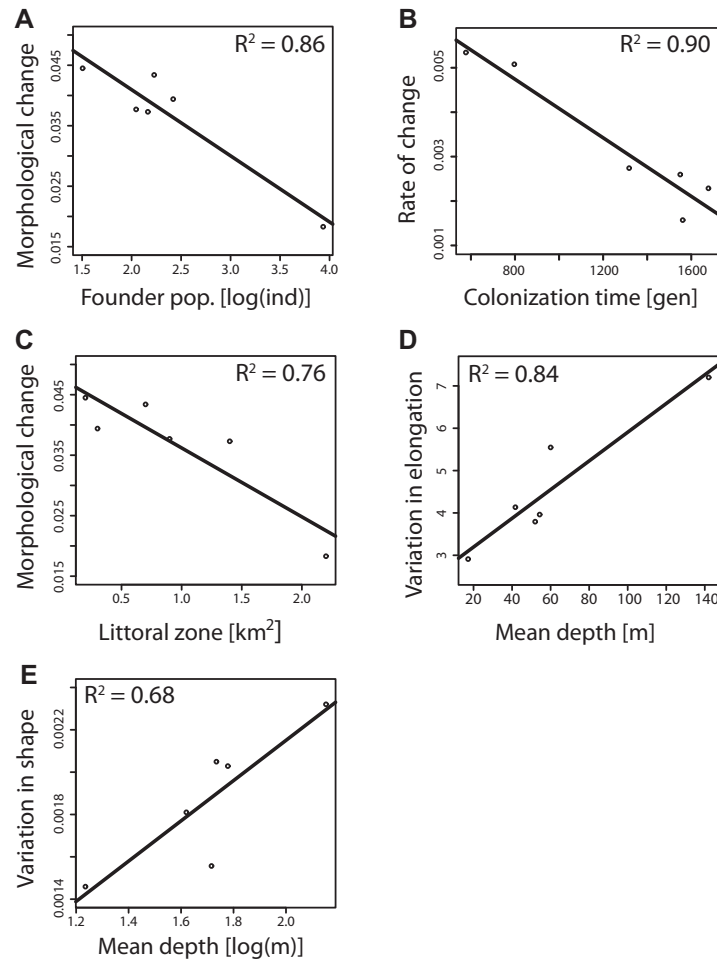 A
R² = 0.86
Morphological change
0.045
0.035
0.025
0.015
1.5 2.0 2.5 3.0 3.5 4.0
Founder pop. [log(ind)]
B
R² = 0.90
Rate of change
0.005
0.003
0.001
800 1200 1600
Colonization time [gen]
C
R² = 0.76
Morphological change
0.045
0.035
0.025
0.015
0.5 1.0 1.5 2.0
Littoral zone [km²]
D
R² = 0.84
Variation in elongation
7
6
5
4
3
20 40 60 80 100 120 140
Mean depth [m]
E
R² = 0.68
Variation in shape
0.0022
0.0018
0.0014
1.2 1.4 1.6 1.8 2.0
Mean depth [log(m)]